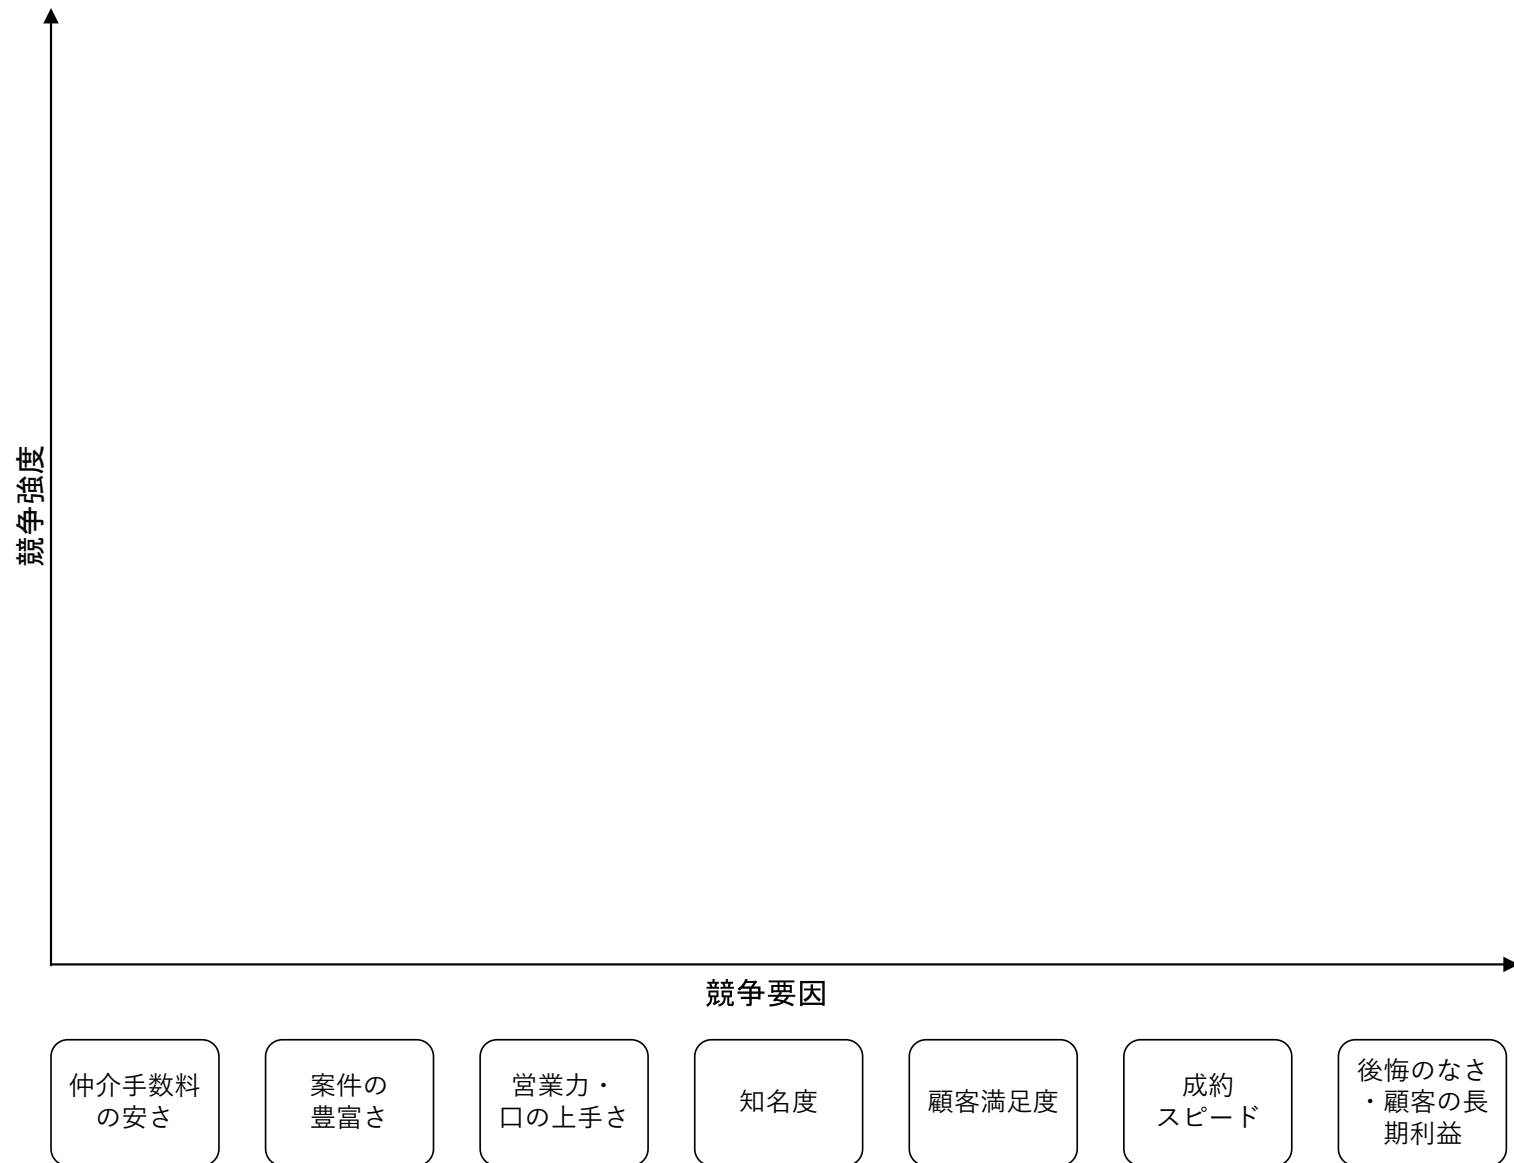 競争強度
競争要因
仲介手数料
の安さ
案件の
豊富さ
営業力・
口の上手さ
知名度
顧客満足度
成約
スピード
後悔のなさ
・顧客の長
期利益